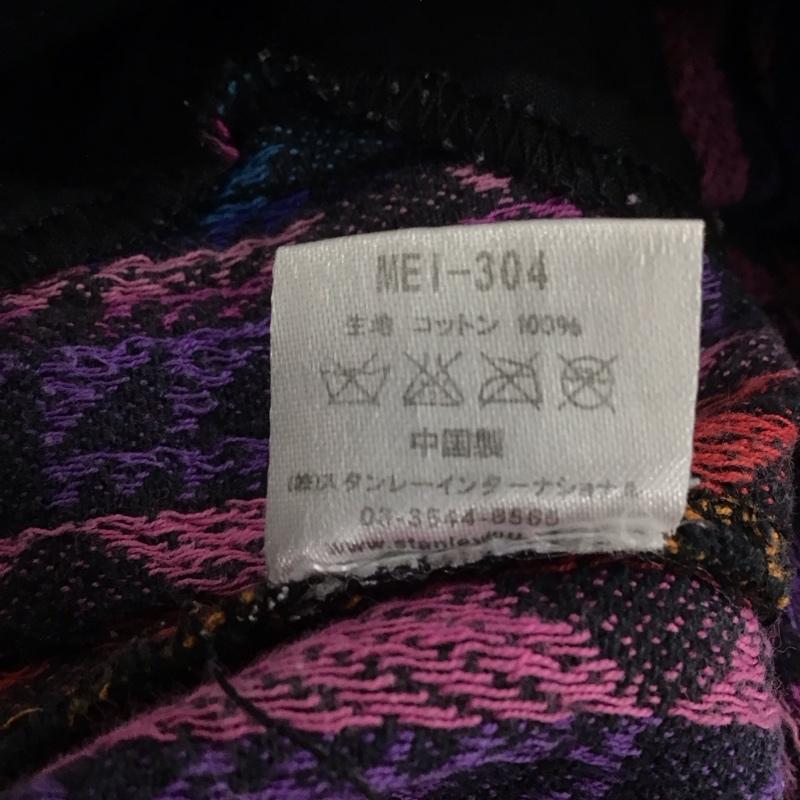 MEI-304
生地 コットン 100%
中国製
(株)スタンレーインターナショナル
03-3644-8568